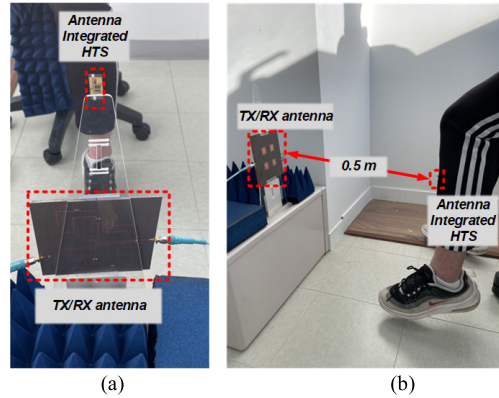 Antenna
Integrated
HTS
TX/RX antenna
(a)
TX/RX antenna
0.5 m
Antenna
Integrated
HTS
(b)